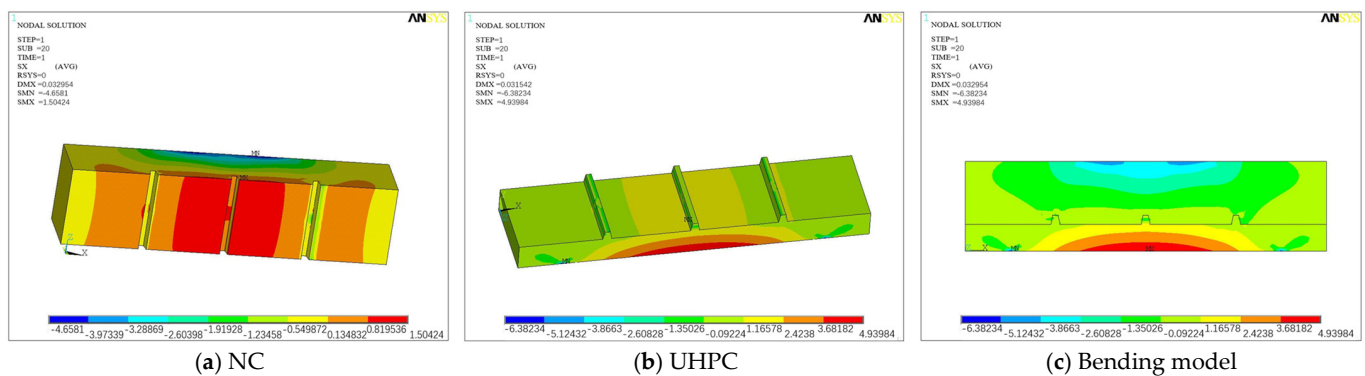 1
NODAL SOLUTION
ANSYS
STEP=1
SUB =20
TIME=1
SX (AVG)
RSYS=0
DMX=0.032954
SMN =-4.6581
SMX =1.50424
MN
MX
Z
X
-4.6581 -3.97339 -3.28869 -2.60398 -1.91928 -1.23458 -0.549872 0.134832 0.819536 1.50424
(a) NC
1
NODAL SOLUTION
ANSYS
STEP=1
SUB =20
TIME=1
SX (AVG)
RSYS=0
DMX=0.031542
SMN =-6.38234
SMX =4.93984
X
MX
MN
-6.38234 -5.12432 -3.8663 -2.60828 -1.35026 -0.09224 1.16578 2.4238 3.68182 4.93984
(b) UHPC
1
NODAL SOLUTION
ANSYS
STEP=1
SUB =20
TIME=1
SX (AVG)
RSYS=0
DMX=0.032954
SMN =-6.38234
SMX =4.93984
Z X MN MX
-6.38234 -5.12432 -3.8663 -2.60828 -1.35026 -0.09224 1.16578 2.4238 3.68182 4.93984
(c) Bending model